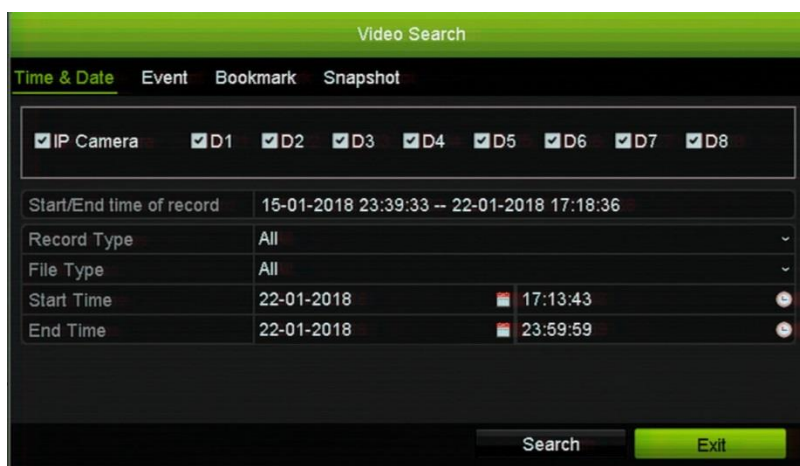 Video Search
Time & Date Event Bookmark Snapshot
IP Camera D1 D2 D3 D4 D5 D6 D7 D8
Start/End time of record 15-01-2018 23:39:33 -- 22-01-2018 17:18:36
Record Type All
File Type All
Start Time 22-01-2018 17:13:43
End Time 22-01-2018 23:59:59
Search Exit